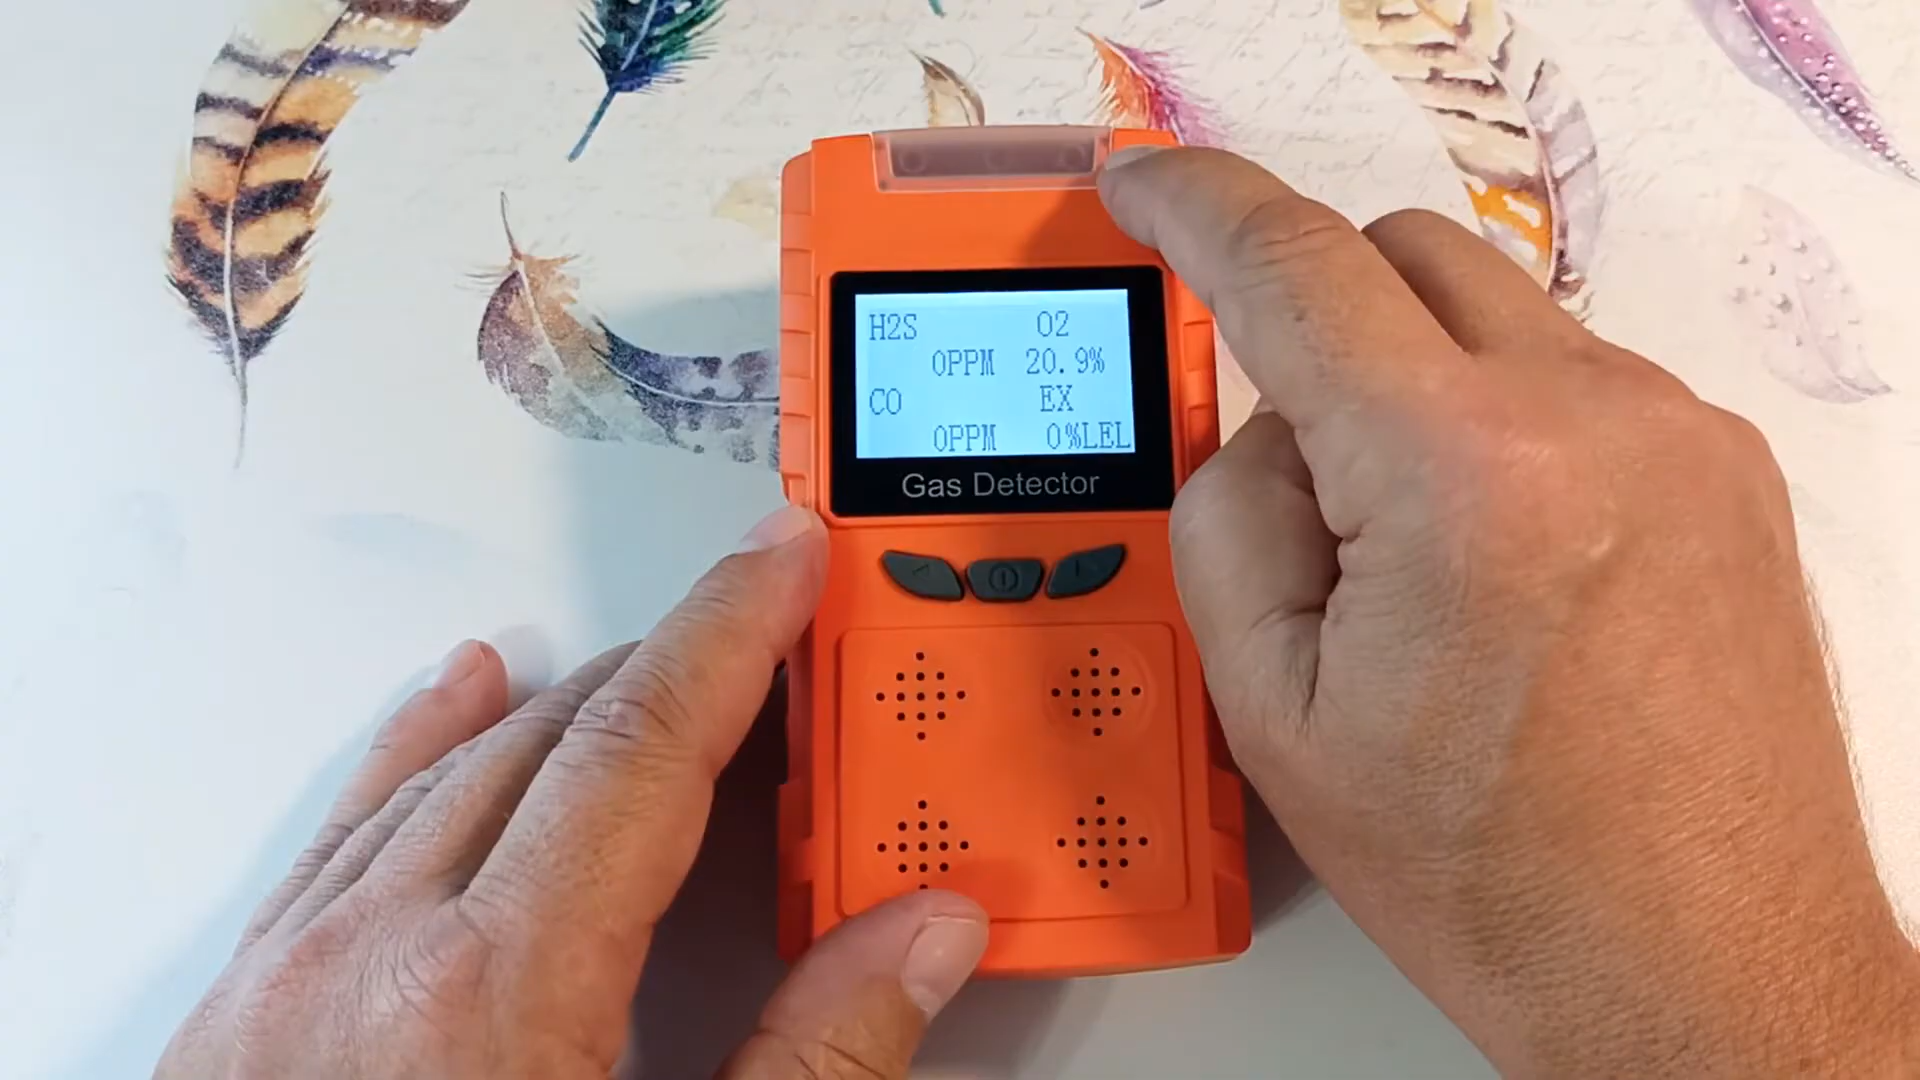 H2S O2
0PPM 20.9%
CO EX
0PPM 0%LEL
Gas Detector